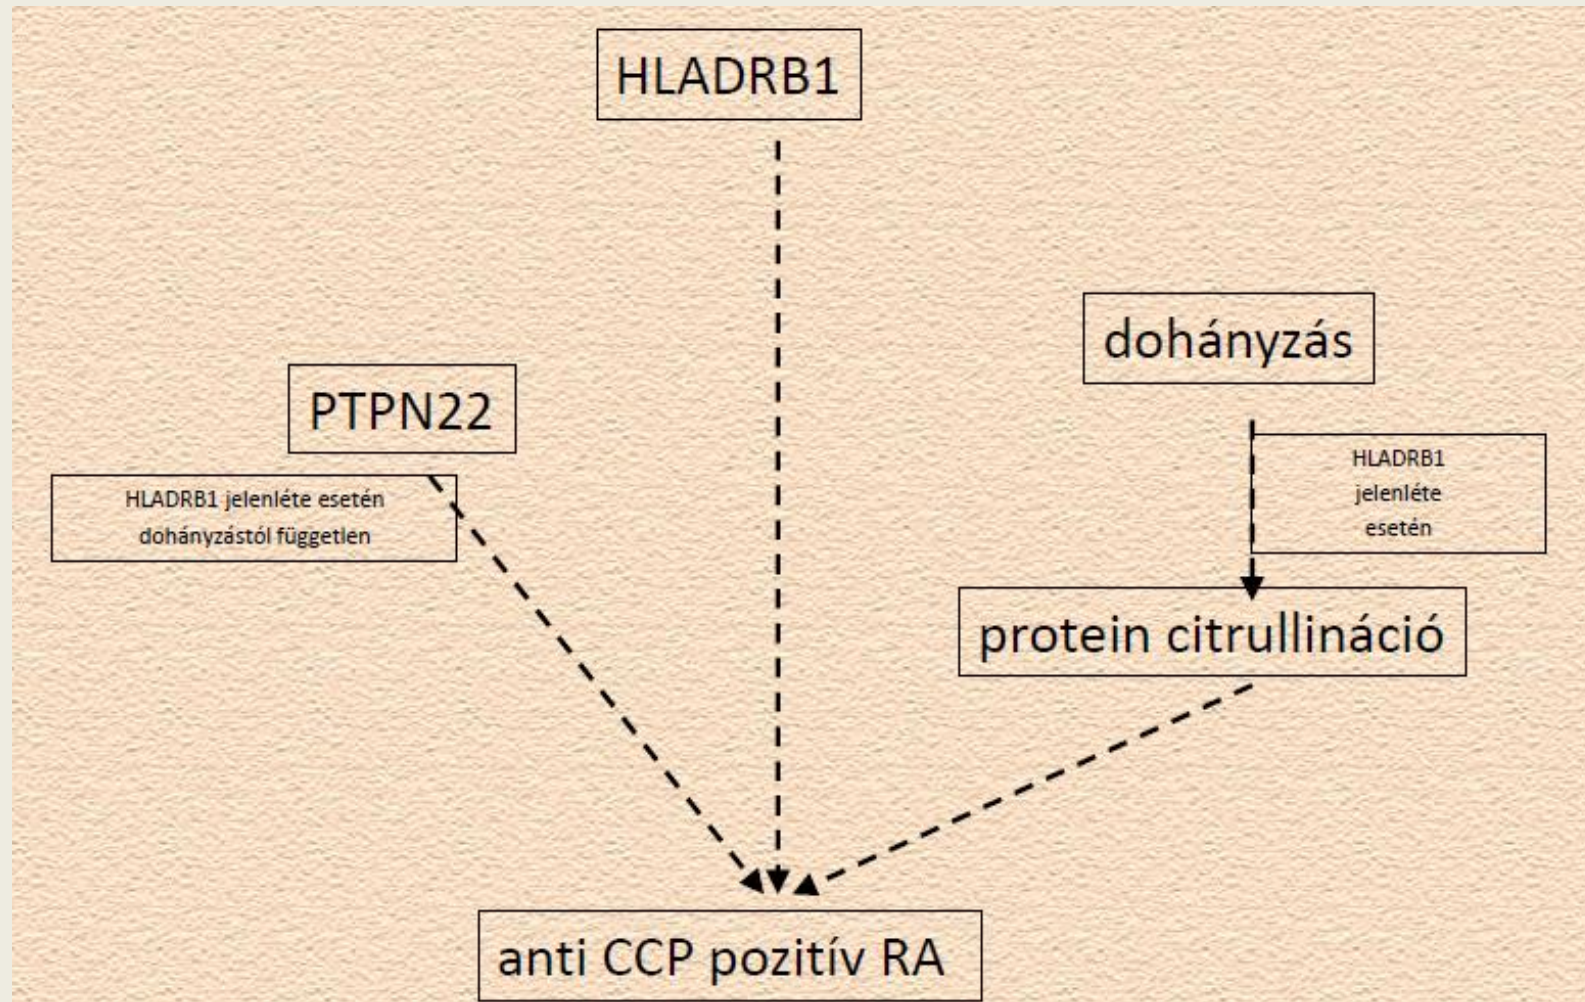 HLADRB1
dohányzás
PTPN22
HLADRB1
jelenléte
esetén
HLADRB1 jelenléte esetén
dohányzástól független
protein citrullináció
anti CCP pozitív RA